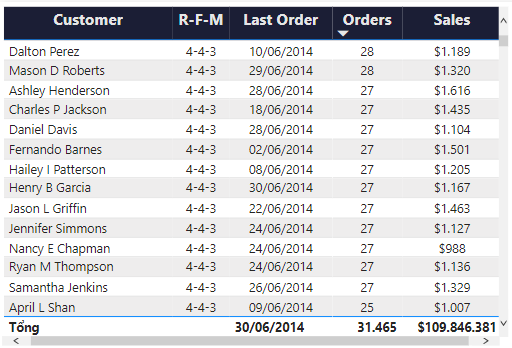 Customer R-F-M Last Order Orders Sales
Dalton Perez 4-4-3 10/06/2014 28 $1.189
Mason D Roberts 4-4-3 29/06/2014 28 $1.320
Ashley Henderson 4-4-3 28/06/2014 27 $1.616
Charles P Jackson 4-4-3 18/06/2014 27 $1.435
Daniel Davis 4-4-3 28/06/2014 27 $1.104
Fernando Barnes 4-4-3 02/06/2014 27 $1.501
Hailey I Patterson 4-4-3 08/06/2014 27 $1.205
Henry B Garcia 4-4-3 30/06/2014 27 $1.167
Jason L Griffin 4-4-3 22/06/2014 27 $1.463
Jennifer Simmons 4-4-3 24/06/2014 27 $1.127
Nancy E Chapman 4-4-3 24/06/2014 27 $988
Ryan M Thompson 4-4-3 24/06/2014 27 $1.136
Samantha Jenkins 4-4-3 26/06/2014 27 $1.329
April L Shan 4-4-3 09/06/2014 25 $1.007
Tổng 30/06/2014 31.465 $109.846.381